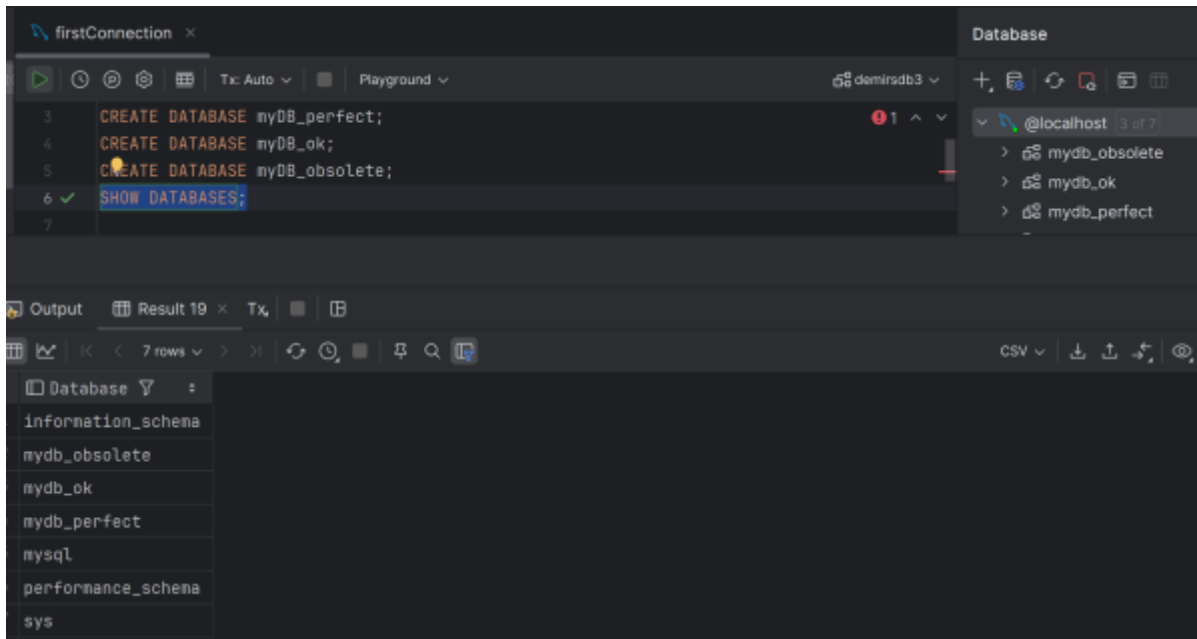 firstConnection ×
Database
Tx: Auto
Playground
demirsdb3
3 CREATE DATABASE myDB_perfect;
4 CREATE DATABASE myDB_ok;
5 CREATE DATABASE myDB_obsolete;
6 SHOW DATABASES;
7
1
@localhost 3 of 7
mydb_obsolete
mydb_ok
mydb_perfect
Output
Result 19 ×
Tx
7 rows
CSV
Database
information_schema
mydb_obsolete
mydb_ok
mydb_perfect
mysql
performance_schema
sys